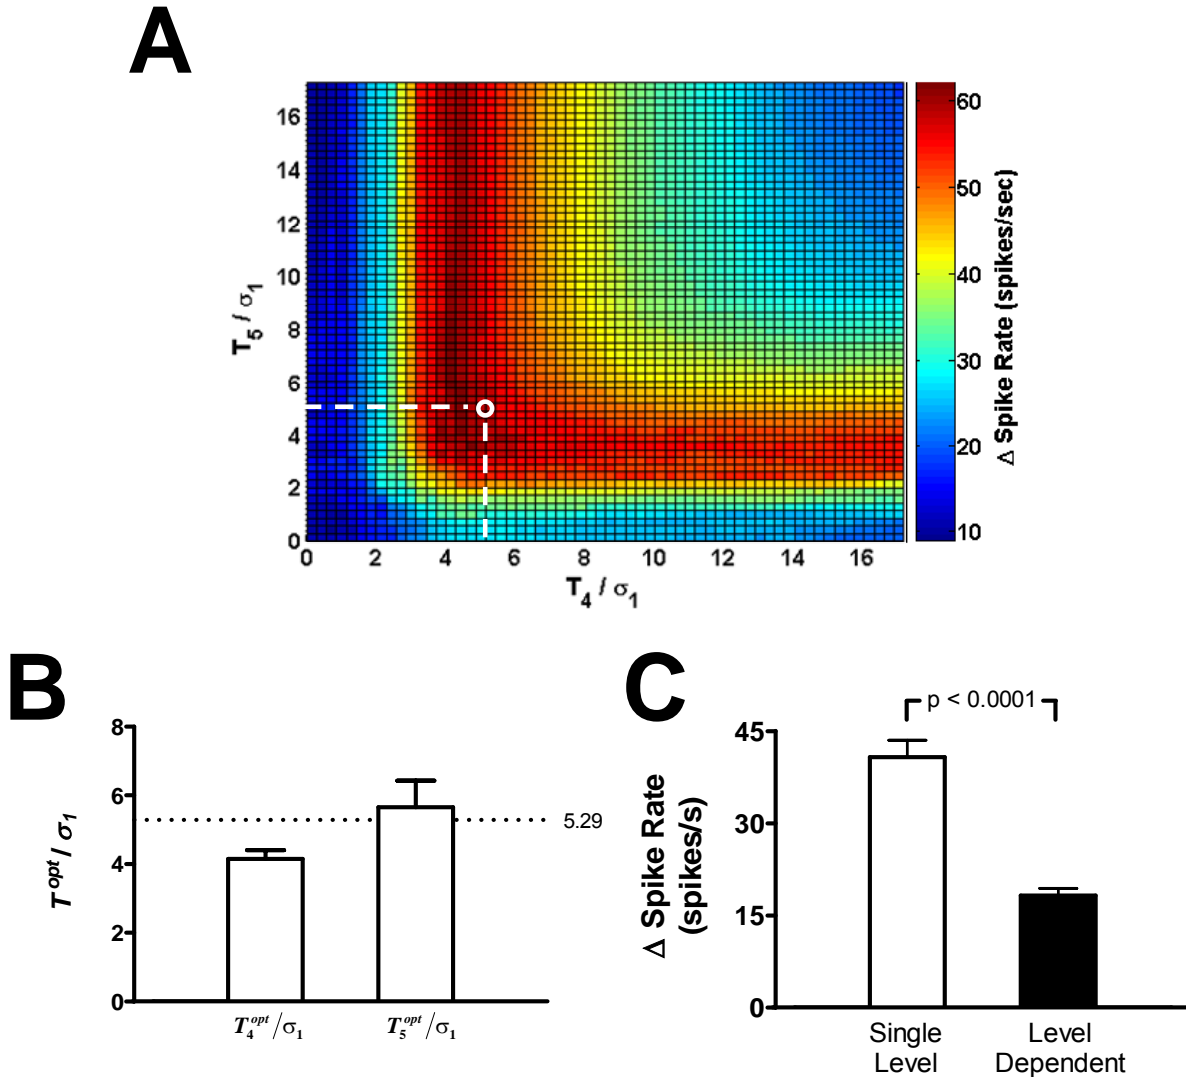 A
16
14
12
10
8
6
4
2
0
T5 / σ1
0 2 4 6 8 10 12 14 16
T4 / σ1
60
50
40
30
20
10
Δ Spike Rate (spikes/sec)
B
8
6
4
2
0
T^opt / σ1
5.29
T4^opt/σ1 T5^opt/σ1
C
p < 0.0001
45
30
15
0
Δ Spike Rate
(spikes/s)
Single Level
Level Dependent